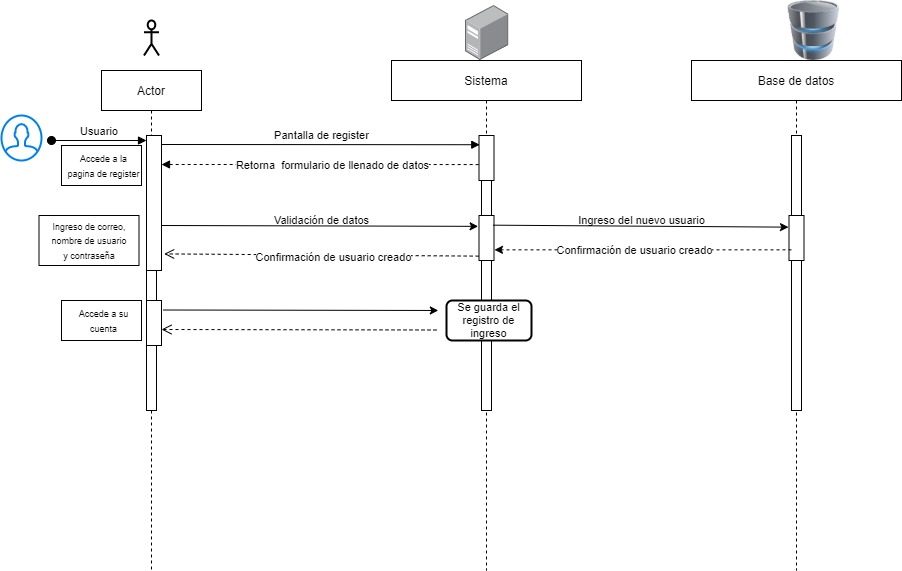 Actor
Sistema
Base de datos
Usuario
Pantalla de register
Accede a la
pagina de register
Retorna formulario de llenado de datos
Ingreso de correo,
nombre de usuario
y contraseña
Validación de datos
Ingreso del nuevo usuario
Confirmación de usuario creado
Confirmación de usuario creado
Accede a su
cuenta
Se guarda el
registro de
ingreso